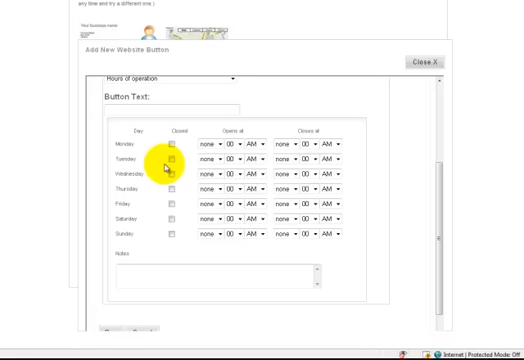 any time and try a different one.)
Your business name
Add New Website Button
Close X
Hours of operation
Button Text:
Day Closed Opens at Closes at
Monday none 00 AM none 00 AM
Tuesday none 00 AM none 00 AM
Wednesday none 00 AM none 00 AM
Thursday none 00 AM none 00 AM
Friday none 00 AM none 00 AM
Saturday none 00 AM none 00 AM
Sunday none 00 AM none 00 AM
Notes
Internet | Protected Mode: Off